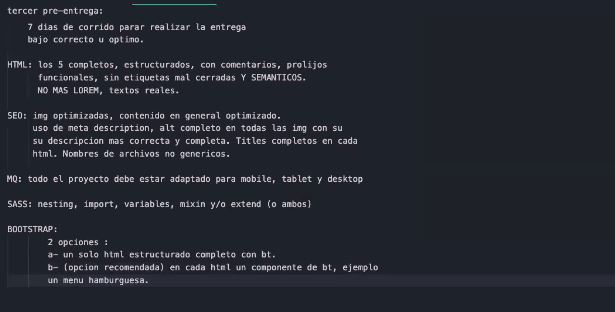 tercer pre-entrega:
7 dias de corrido parar realizar la entrega
bajo correcto u optimo.
HTML: los 5 completos, estructurados, con comentarios, prolijos
funcionales, sin etiquetas mal cerradas Y SEMANTICOS.
NO MAS LOREM, textos reales.
SEO: img optimizadas, contenido en general optimizado.
uso de meta description, alt completo en todas las img con su
su descripcion mas correcta y completa. Titles completos en cada
html. Nombres de archivos no genericos.
MQ: todo el proyecto debe estar adaptado para mobile, tablet y desktop
SASS: nesting, import, variables, mixin y/o extend (o ambos)
BOOTSTRAP:
2 opciones :
a- un solo html estructurado completo con bt.
b- (opcion recomendada) en cada html un componente de bt, ejemplo
un menu hamburguesa.